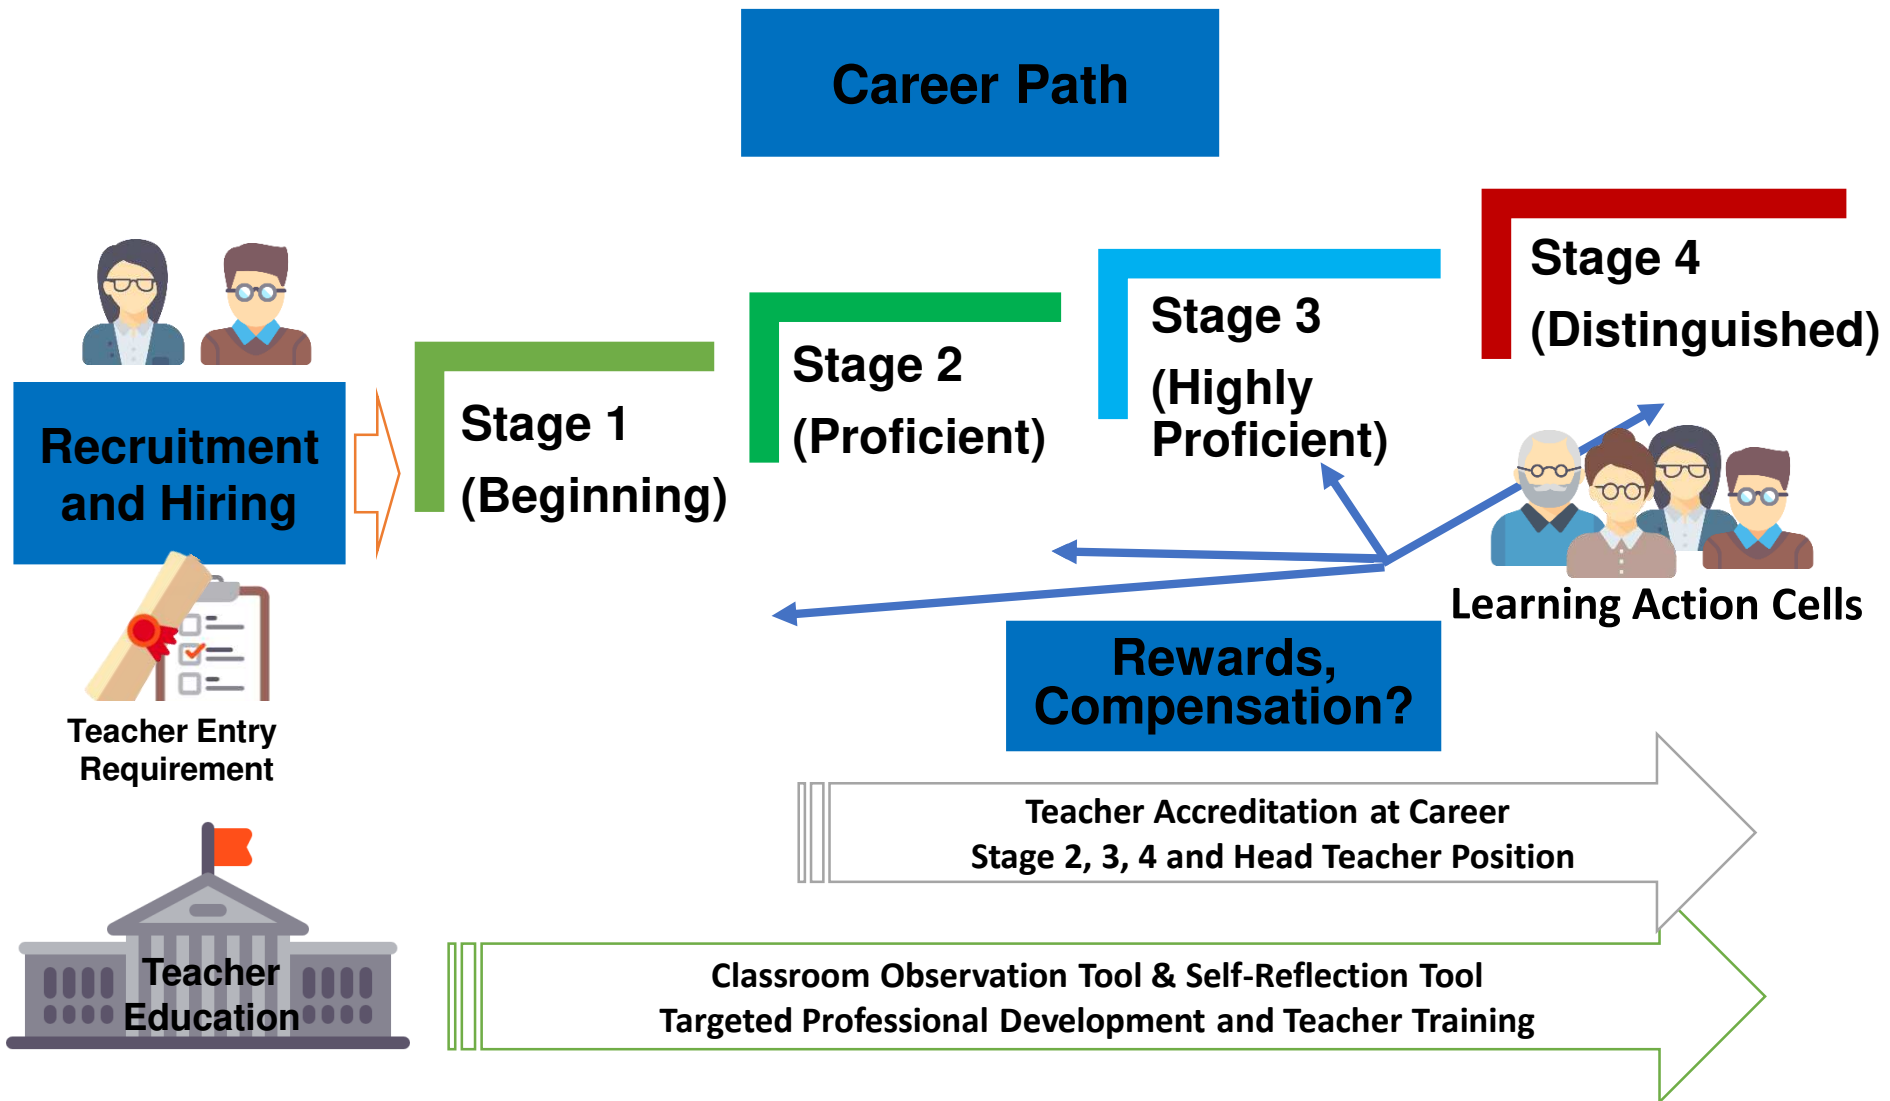 Career Path
Stage 4
(Distinguished)
Stage 3
(Highly
Proficient)
Stage 2
(Proficient)
Stage 1
(Beginning)
Recruitment
and Hiring
Learning Action Cells
Rewards,
Compensation?
Teacher Entry
Requirement
Teacher Accreditation at Career
Stage 2, 3, 4 and Head Teacher Position
Teacher
Education
Classroom Observation Tool & Self-Reflection Tool
Targeted Professional Development and Teacher Training